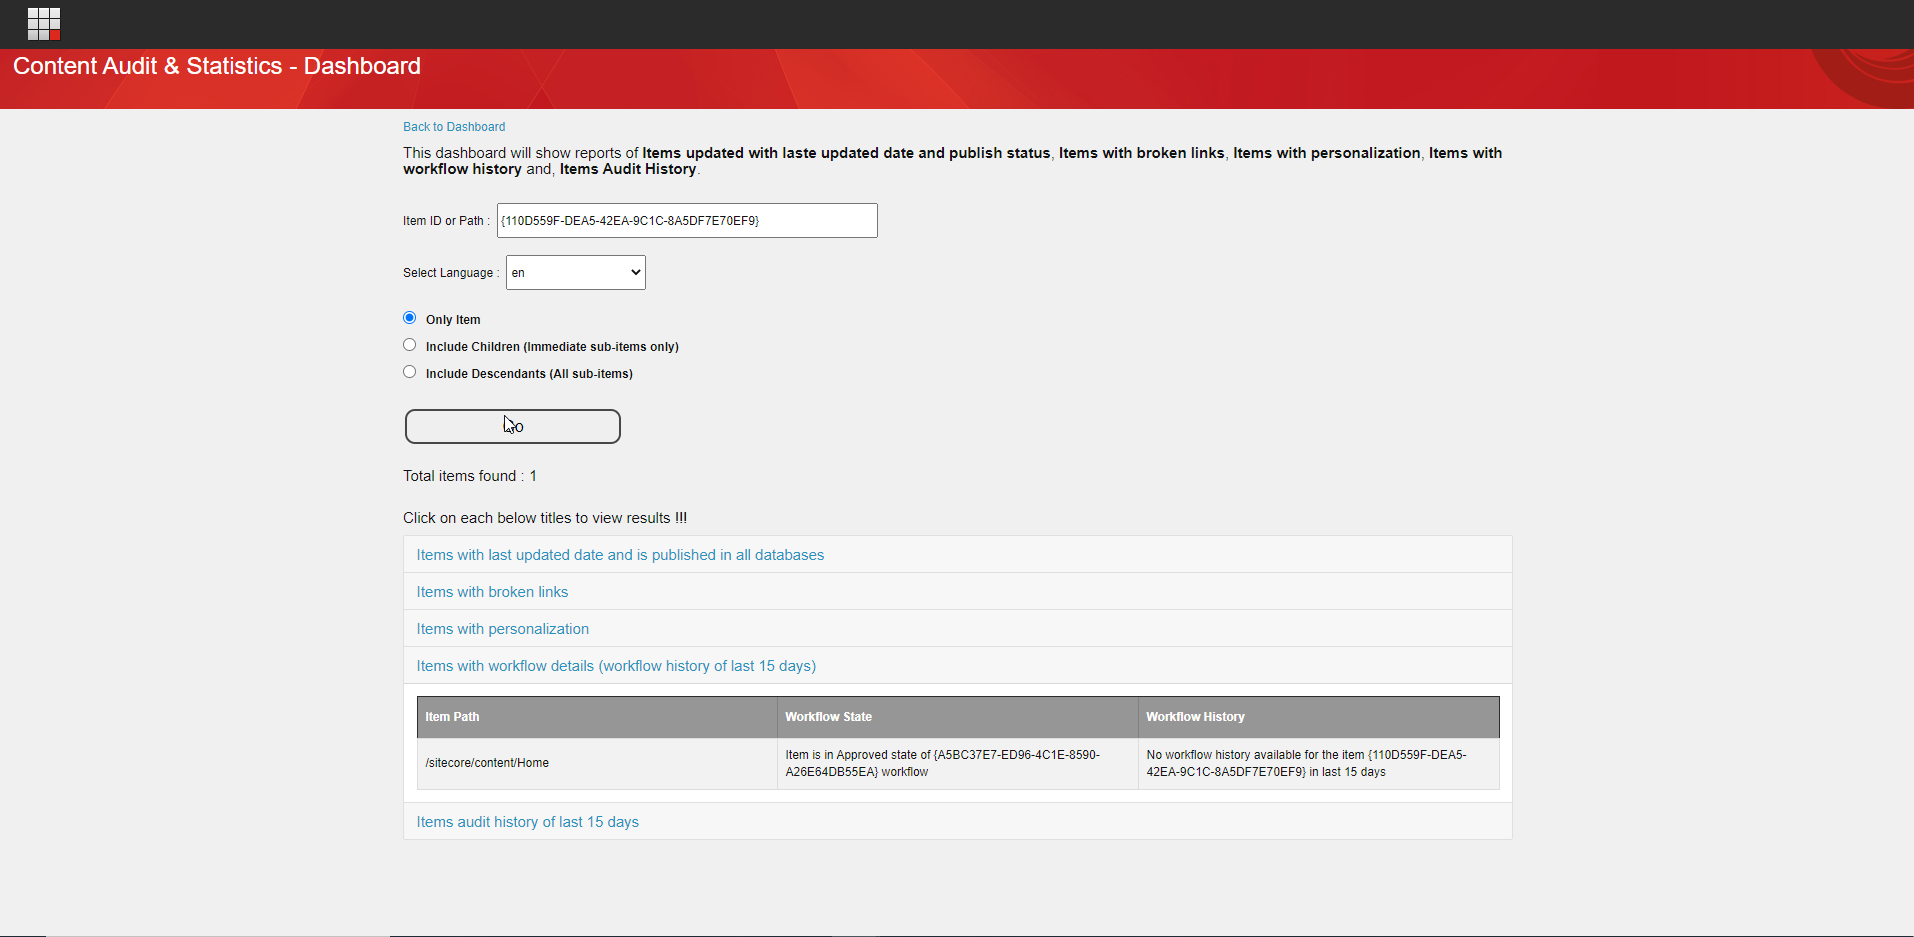 Content Audit & Statistics - Dashboard
Back to Dashboard
This dashboard will show reports of Items updated with laste updated date and publish status, Items with broken links, Items with personalization, Items with
workflow history and, Items Audit History.
Item ID or Path : {110D559F-DEA5-42EA-9C1C-8A5DF7E70EF9}
Select Language : en
Only Item
Include Children (Immediate sub-items only)
Include Descendants (All sub-items)
Total items found : 1
Click on each below titles to view results !!!
Items with last updated date and is published in all databases
Items with broken links
Items with personalization
Items with workflow details (workflow history of last 15 days)
Item Path Workflow State Workflow History
/sitecore/content/Home
Item is in Approved state of {A5BC37E7-ED96-4C1E-8590-
A26E64DB55EA} workflow
No workflow history available for the item {110D559F-DEA5-
42EA-9C1C-8A5DF7E70EF9} in last 15 days
Items audit history of last 15 days